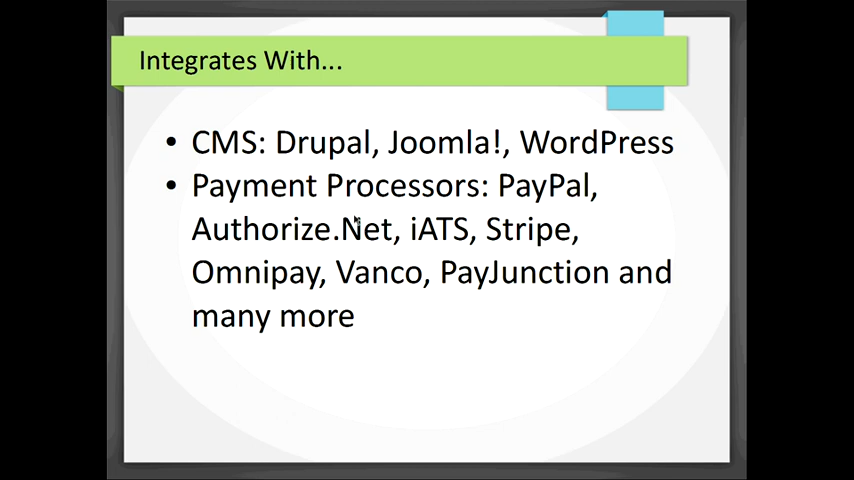 Integrates With...
• CMS: Drupal, Joomla!, WordPress
• Payment Processors: PayPal,
Authorize.Net, iATS, Stripe,
Omnipay, Vanco, PayJunction and
many more